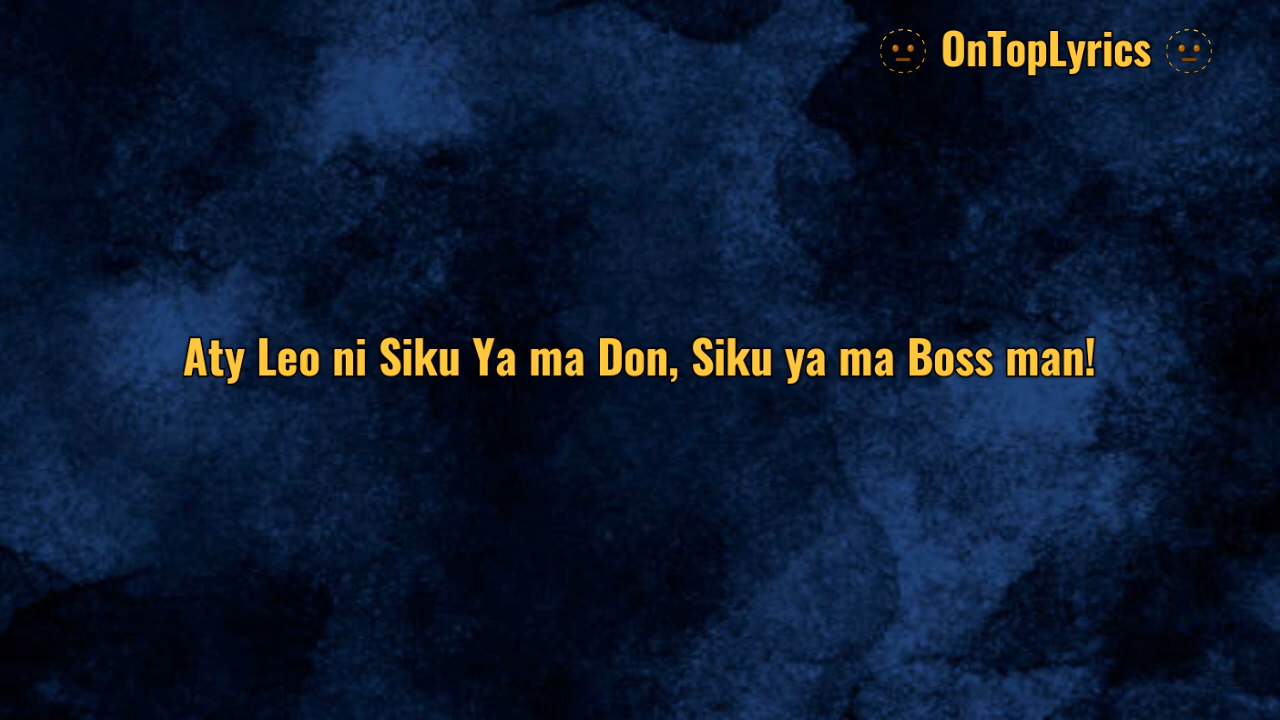 🫥 OnTopLyrics 🫥
Aty Leo ni Siku Ya ma Don, Siku ya ma Boss man!